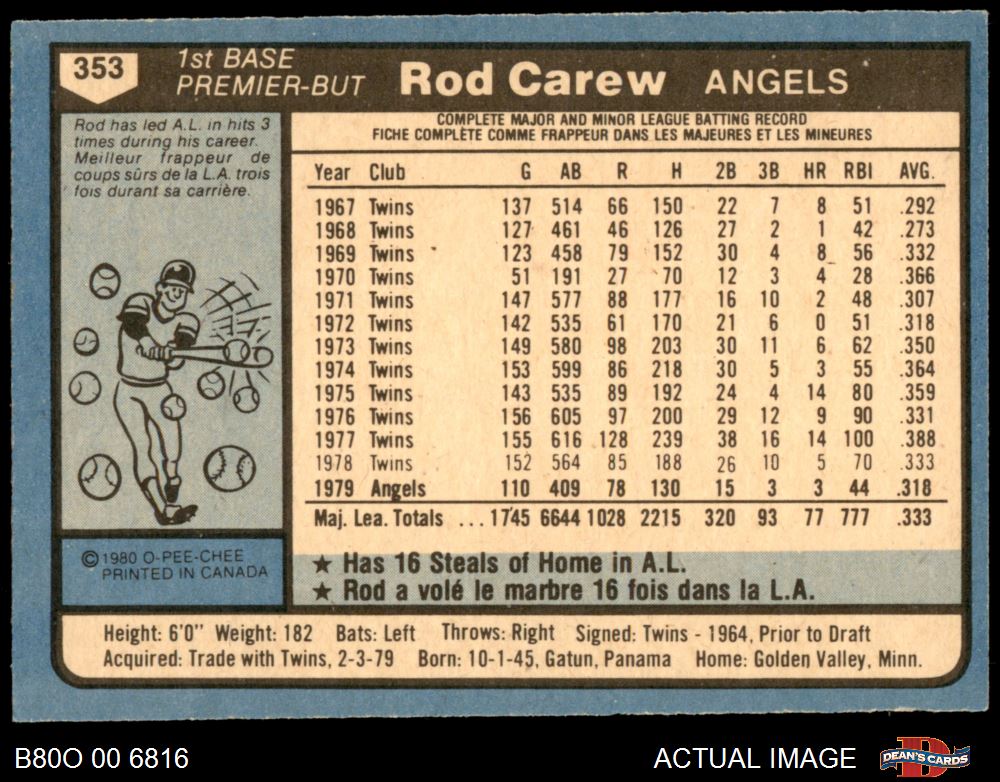 353
1st BASE
PREMIER-BUT
Rod Carew ANGELS
Rod has led A.L. in hits 3
times during his career.
Meilleur frappeur de
coups sûrs de la L.A. trois
fois durant sa carrière.
COMPLETE MAJOR AND MINOR LEAGUE BATTING RECORD
FICHE COMPLÈTE COMME FRAPPEUR DANS LES MAJEURES ET LES MINEURES
Year Club G AB R H 2B 3B HR RBI AVG.
1967 Twins 137 514 66 150 22 7 8 51 .292
1968 Twins 127 461 46 126 27 2 1 42 .273
1969 Twins 123 458 79 152 30 4 8 56 .332
1970 Twins 51 191 27 70 12 3 4 28 .366
1971 Twins 147 577 88 177 16 10 2 48 .307
1972 Twins 142 535 61 170 21 6 0 51 .318
1973 Twins 149 580 98 203 30 11 6 62 .350
1974 Twins 153 599 86 218 30 5 3 55 .364
1975 Twins 143 535 89 192 24 4 14 80 .359
1976 Twins 156 605 97 200 29 12 9 90 .331
1977 Twins 155 616 128 239 38 16 14 100 .388
1978 Twins 152 564 85 188 26 10 5 70 .333
1979 Angels 110 409 78 130 15 3 3 44 .318
Maj. Lea. Totals ... 1745 6644 1028 2215 320 93 77 777 .333
★ Has 16 Steals of Home in A.L.
★ Rod a volé le marbre 16 fois dans la L.A.
©1980 O-PEE-CHEE
PRINTED IN CANADA
Height: 6'0" Weight: 182 Bats: Left Throws: Right Signed: Twins - 1964, Prior to Draft
Acquired: Trade with Twins, 2-3-79 Born: 10-1-45, Gatun, Panama Home: Golden Valley, Minn.
B80O 00 6816
ACTUAL IMAGE
DEAN'S CARDS